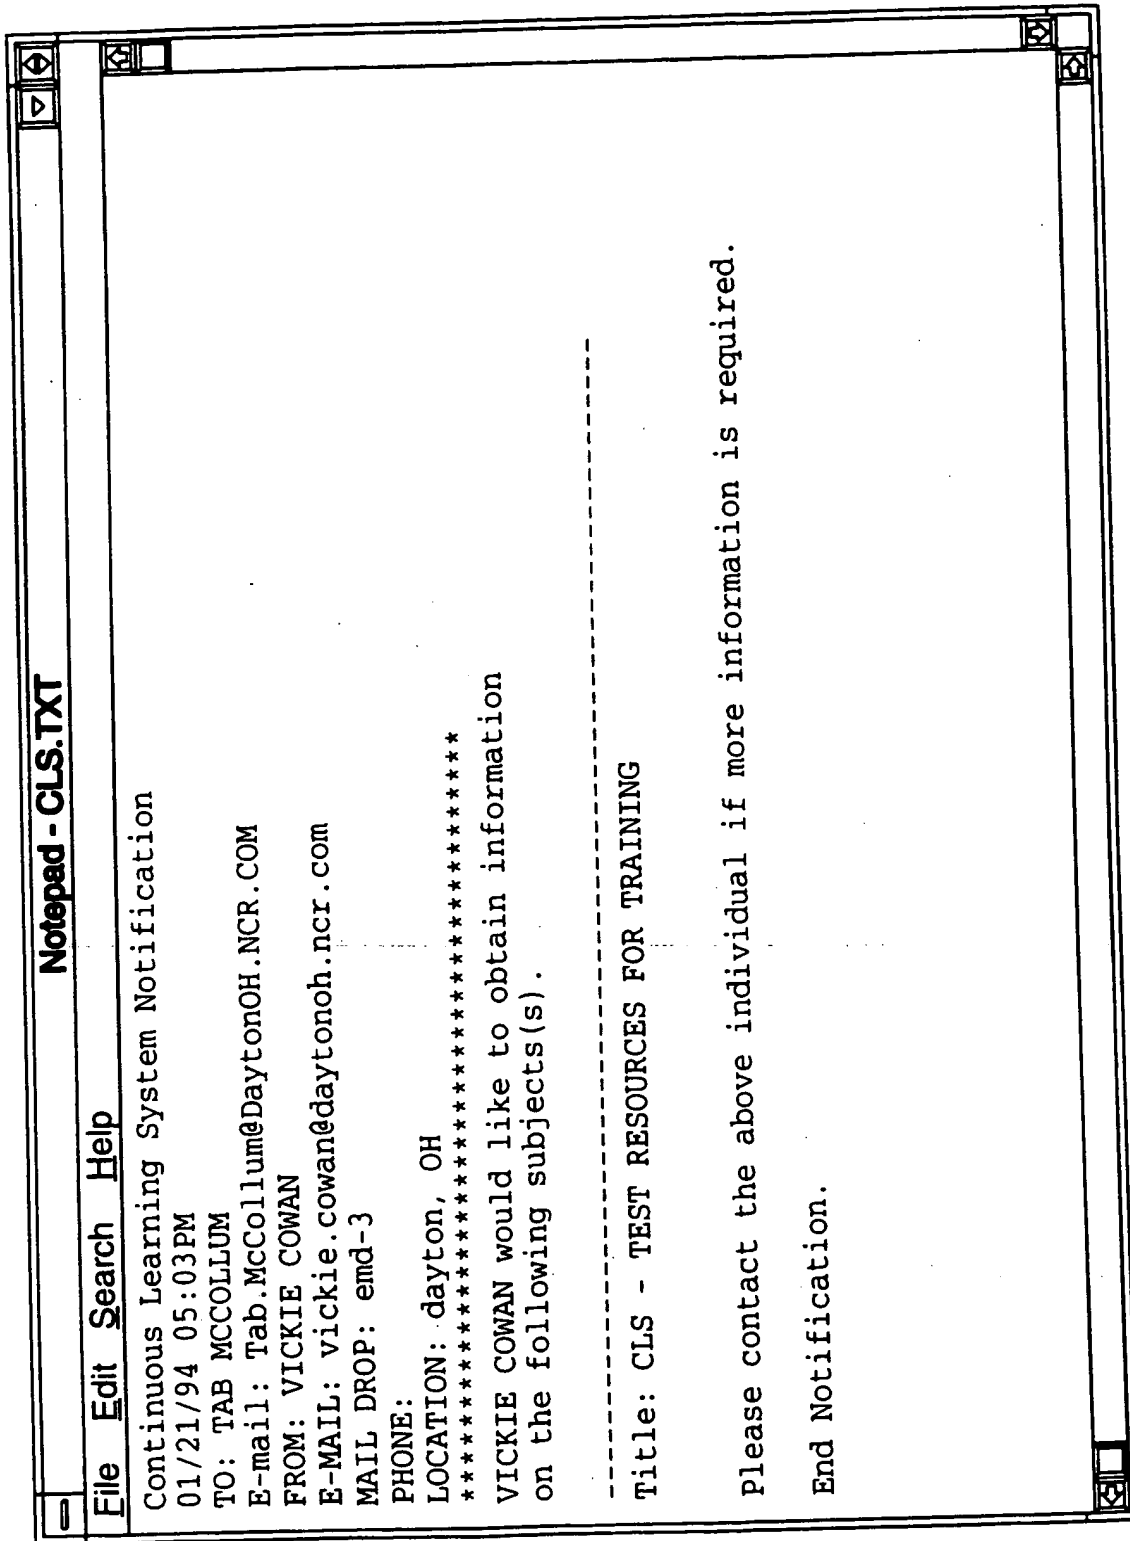 Notepad - CLS.TXT
File Edit Search Help
Continuous Learning System Notification
01/21/94 05:03PM
TO: TAB MCCOLLUM
E-mail: Tab.McCollum@DaytonOH.NCR.COM
FROM: VICKIE COWAN
E-MAIL: vickie.cowan@daytonoh.ncr.com
MAIL DROP: emd-3
PHONE:
LOCATION: dayton, OH
******************************************
VICKIE COWAN would like to obtain information
on the following subjects(s).
------------------------------------------------------------
Title: CLS - TEST RESOURCES FOR TRAINING
Please contact the above individual if more information is required.
End Notification.